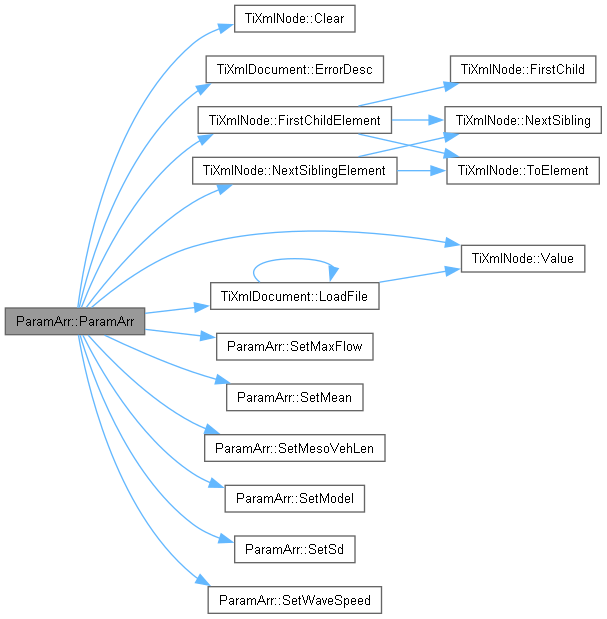 TiXmlNode::Clear
TiXmlDocument::ErrorDesc
TiXmlNode::FirstChild
TiXmlNode::FirstChildElement
TiXmlNode::NextSibling
TiXmlNode::NextSiblingElement
TiXmlNode::ToElement
TiXmlNode::Value
TiXmlDocument::LoadFile
ParamArr::ParamArr
ParamArr::SetMaxFlow
ParamArr::SetMean
ParamArr::SetMesoVehLen
ParamArr::SetModel
ParamArr::SetSd
ParamArr::SetWaveSpeed